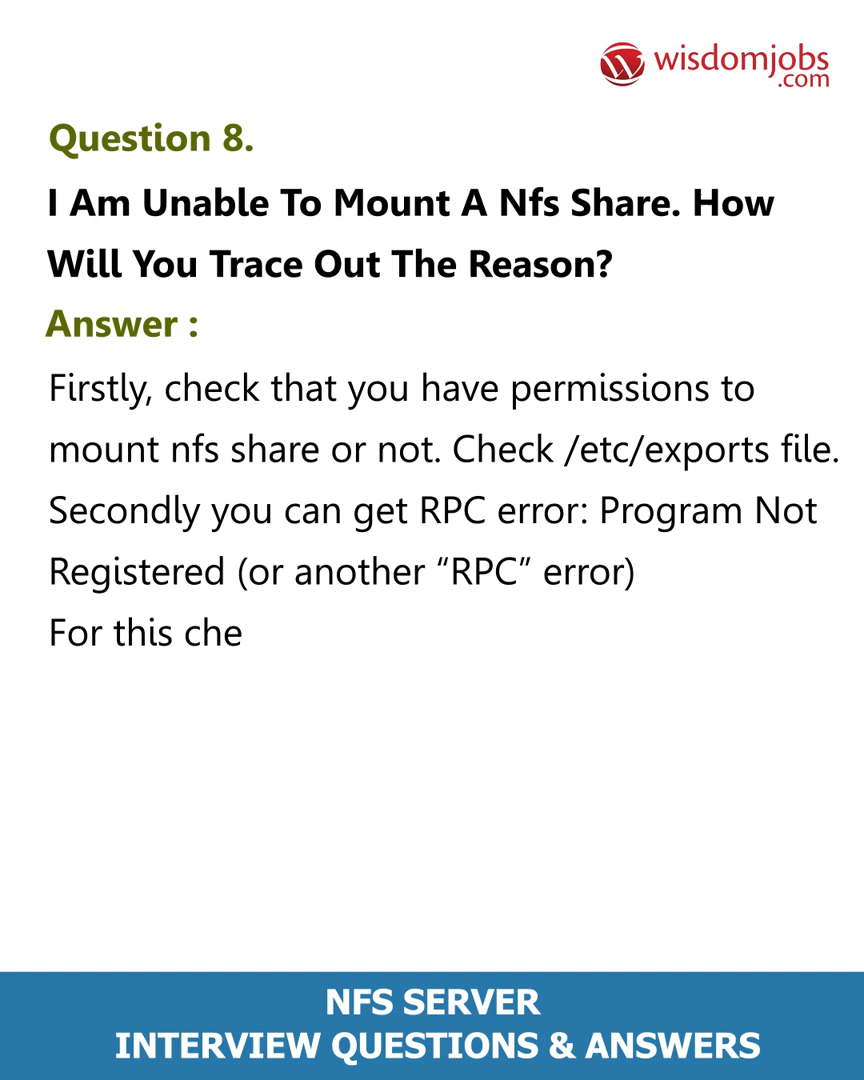 wisdomjobs
.com
Question 8.
I Am Unable To Mount A Nfs Share. How
Will You Trace Out The Reason?
Answer :
Firstly, check that you have permissions to
mount nfs share or not. Check /etc/exports file.
Secondly you can get RPC error: Program Not
Registered (or another “RPC” error)
For this che
NFS SERVER
INTERVIEW QUESTIONS & ANSWERS